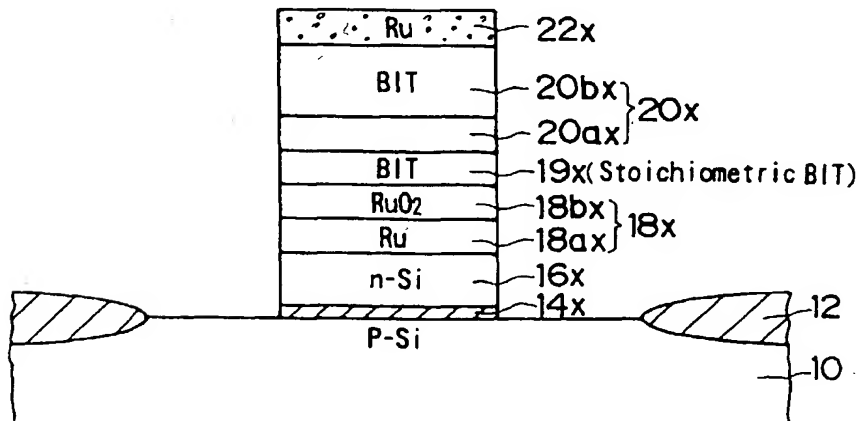 Ru 22x
BIT 20bx
20x
20ax
BIT 19x(Stoichiometric BIT)
RuO2 18bx
18x
Ru 18ax
n-Si 16x
14x
12
P-Si
10